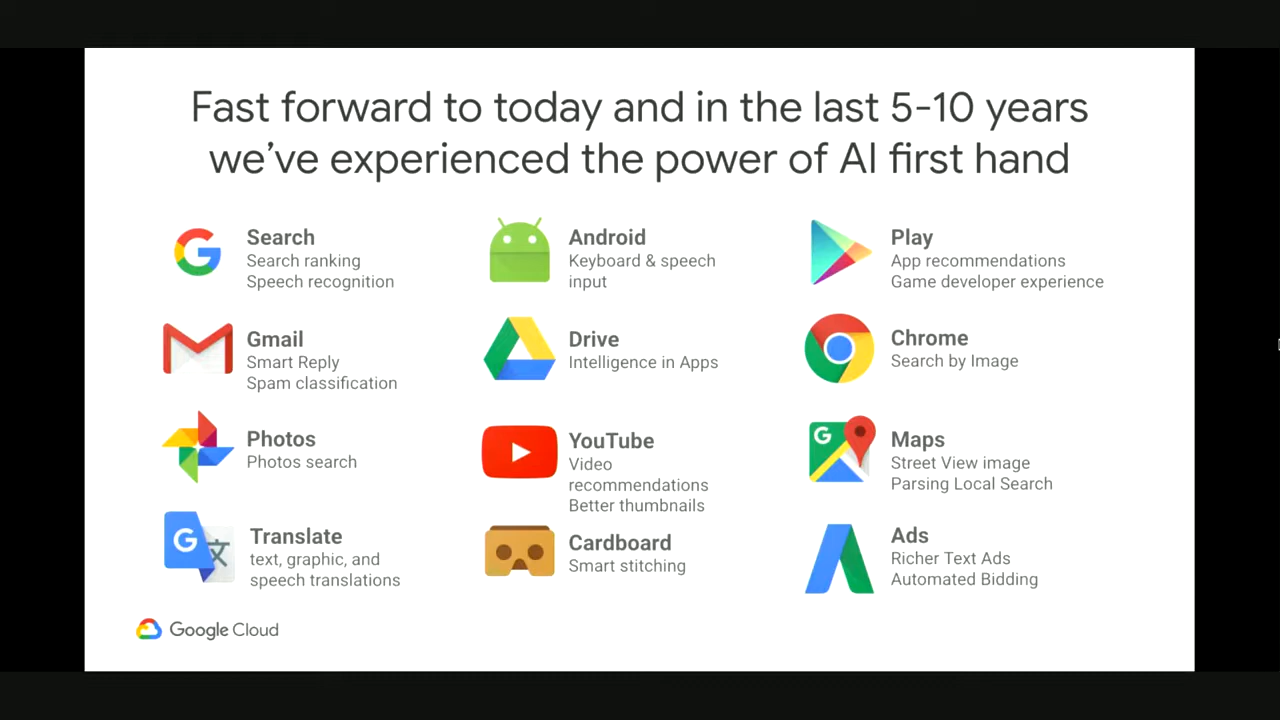 Fast forward to today and in the last 5-10 years
we’ve experienced the power of AI first hand
Search
Search ranking
Speech recognition
Android
Keyboard & speech
input
Play
App recommendations
Game developer experience
Gmail
Smart Reply
Spam classification
Drive
Intelligence in Apps
Chrome
Search by Image
Photos
Photos search
YouTube
Video
recommendations
Better thumbnails
G
Maps
Street View image
Parsing Local Search
G
文
Translate
text, graphic, and
speech translations
Cardboard
Smart stitching
Ads
Richer Text Ads
Automated Bidding
Google Cloud